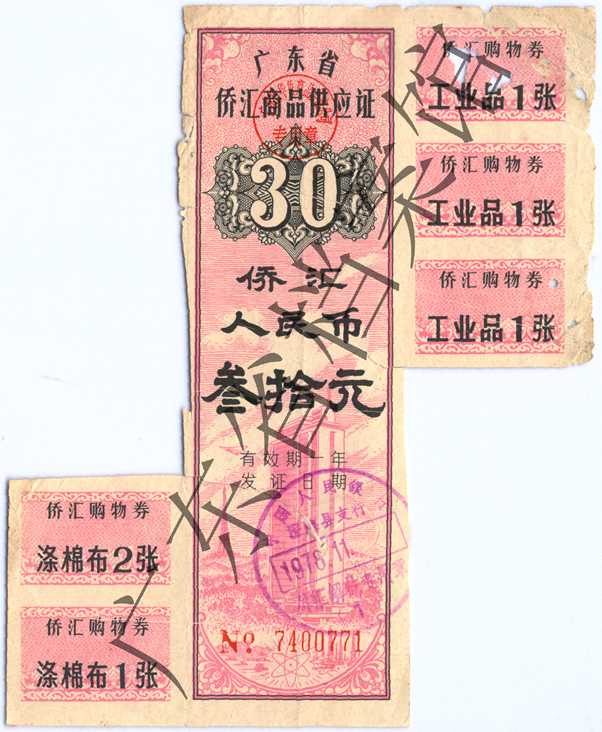 广东省
侨汇商品供应证
专用章
30
侨汇
人民币
叁拾元
有效期一年
发证日期
1978.11.
№ 7400771
侨汇购物券
工业品1张
侨汇购物券
工业品1张
侨汇购物券
工业品1张
侨汇购物券
涤棉布2张
侨汇购物券
涤棉布1张